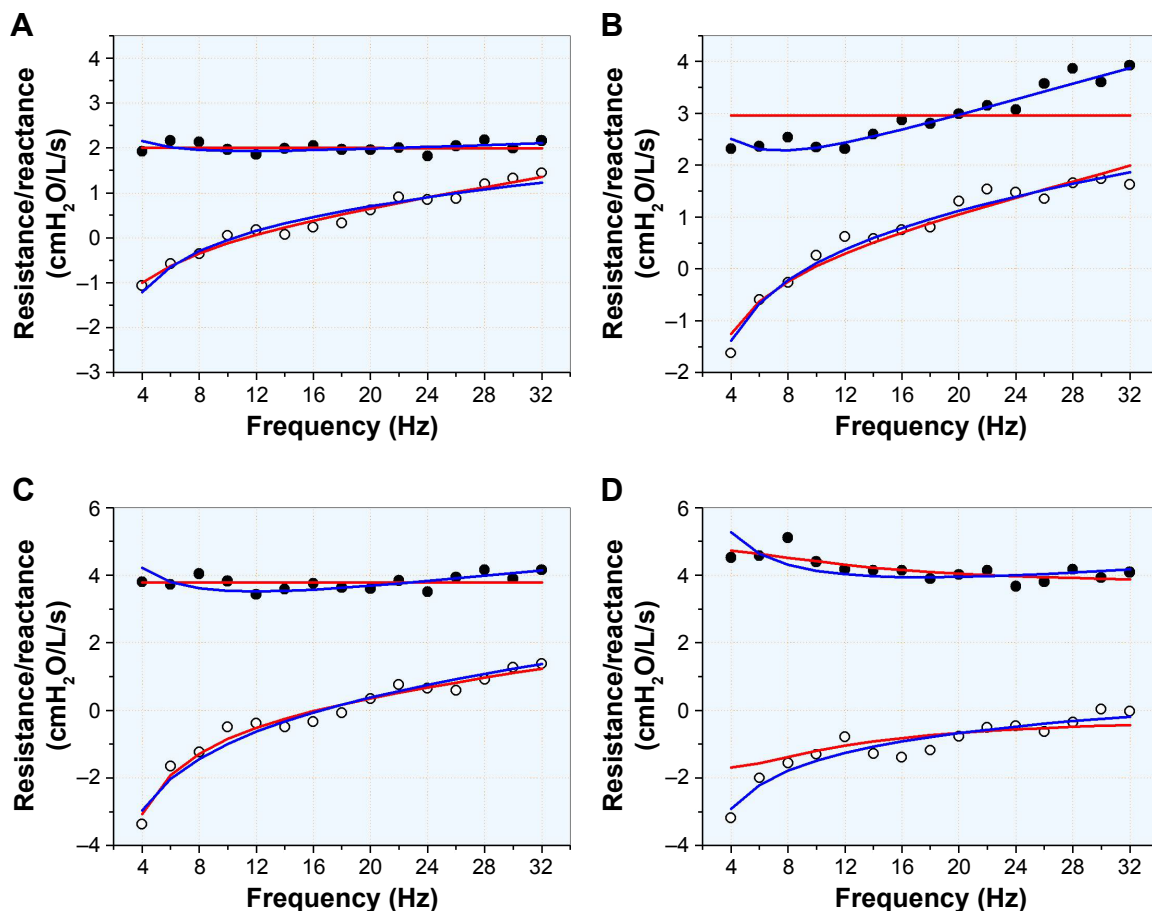 A
Resistance/reactance
(cmH₂O/L/s)
4
3
2
1
0
–1
–2
–3
4 8 12 16 20 24 28 32
Frequency (Hz)
B
Resistance/reactance
(cmH₂O/L/s)
4
3
2
1
0
–1
–2
4 8 12 16 20 24 28 32
Frequency (Hz)
C
Resistance/reactance
(cmH₂O/L/s)
6
4
2
0
–2
–4
4 8 12 16 20 24 28 32
Frequency (Hz)
D
Resistance/reactance
(cmH₂O/L/s)
6
4
2
0
–2
–4
4 8 12 16 20 24 28 32
Frequency (Hz)